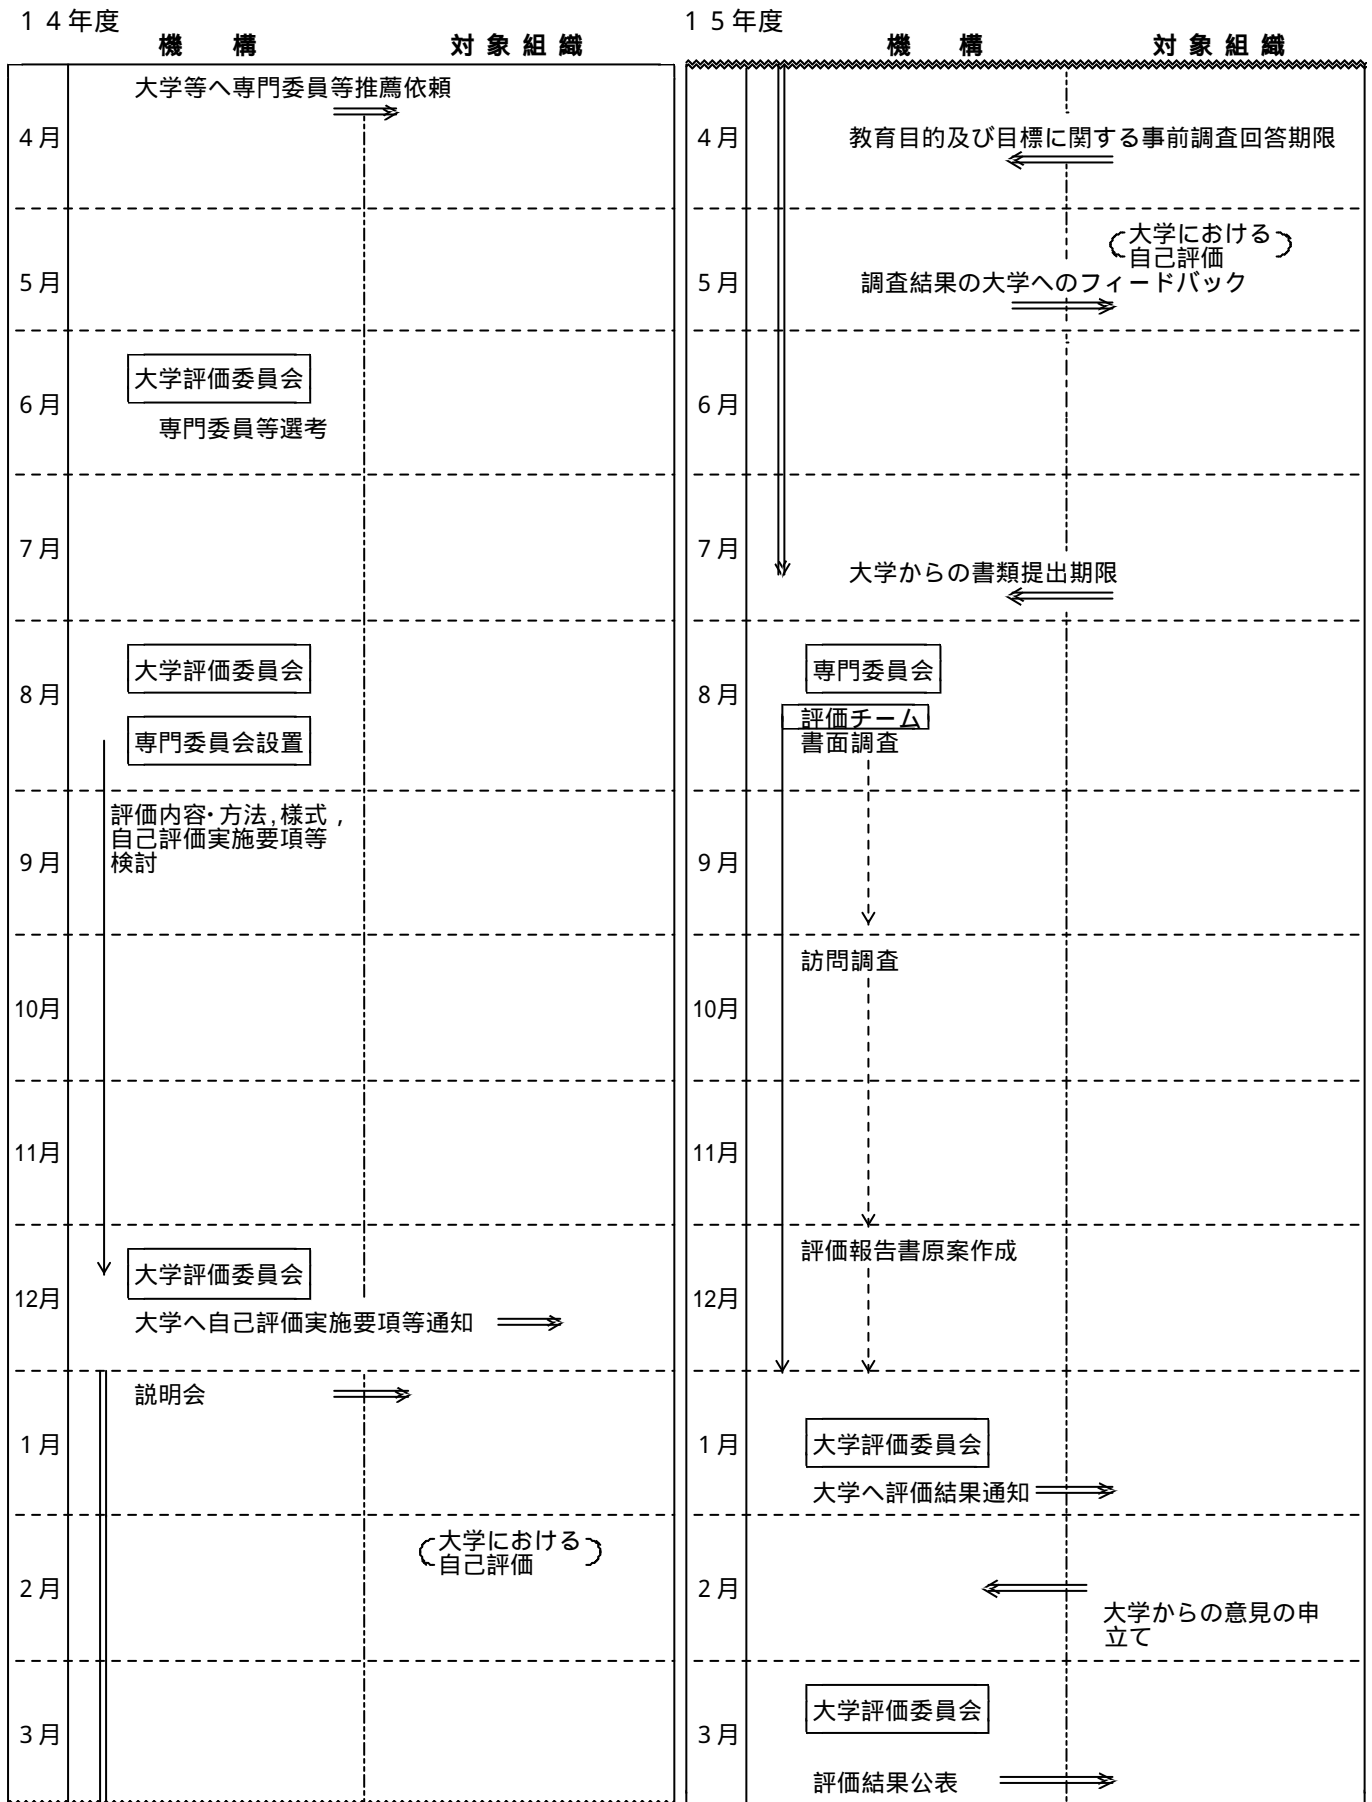 １４年度
機　構　対象組織
大学等へ専門委員等推薦依頼
４月
５月
大学評価委員会
６月
専門委員等選考
７月
大学評価委員会
８月
専門委員会設置
評価内容・方法，様式，
自己評価実施要項等
検討
９月
10月
11月
大学評価委員会
12月
大学へ自己評価実施要項等通知
説明会
１月
大学における
自己評価
２月
３月
１５年度
機　構　対象組織
４月
教育目的及び目標に関する事前調査回答期限
大学における
自己評価
５月
調査結果の大学へのフィードバック
６月
７月
大学からの書類提出期限
専門委員会
８月
評価チーム
書面調査
９月
訪問調査
10月
11月
評価報告書原案作成
12月
１月
大学評価委員会
大学へ評価結果通知
２月
大学からの意見の申
立て
大学評価委員会
３月
評価結果公表